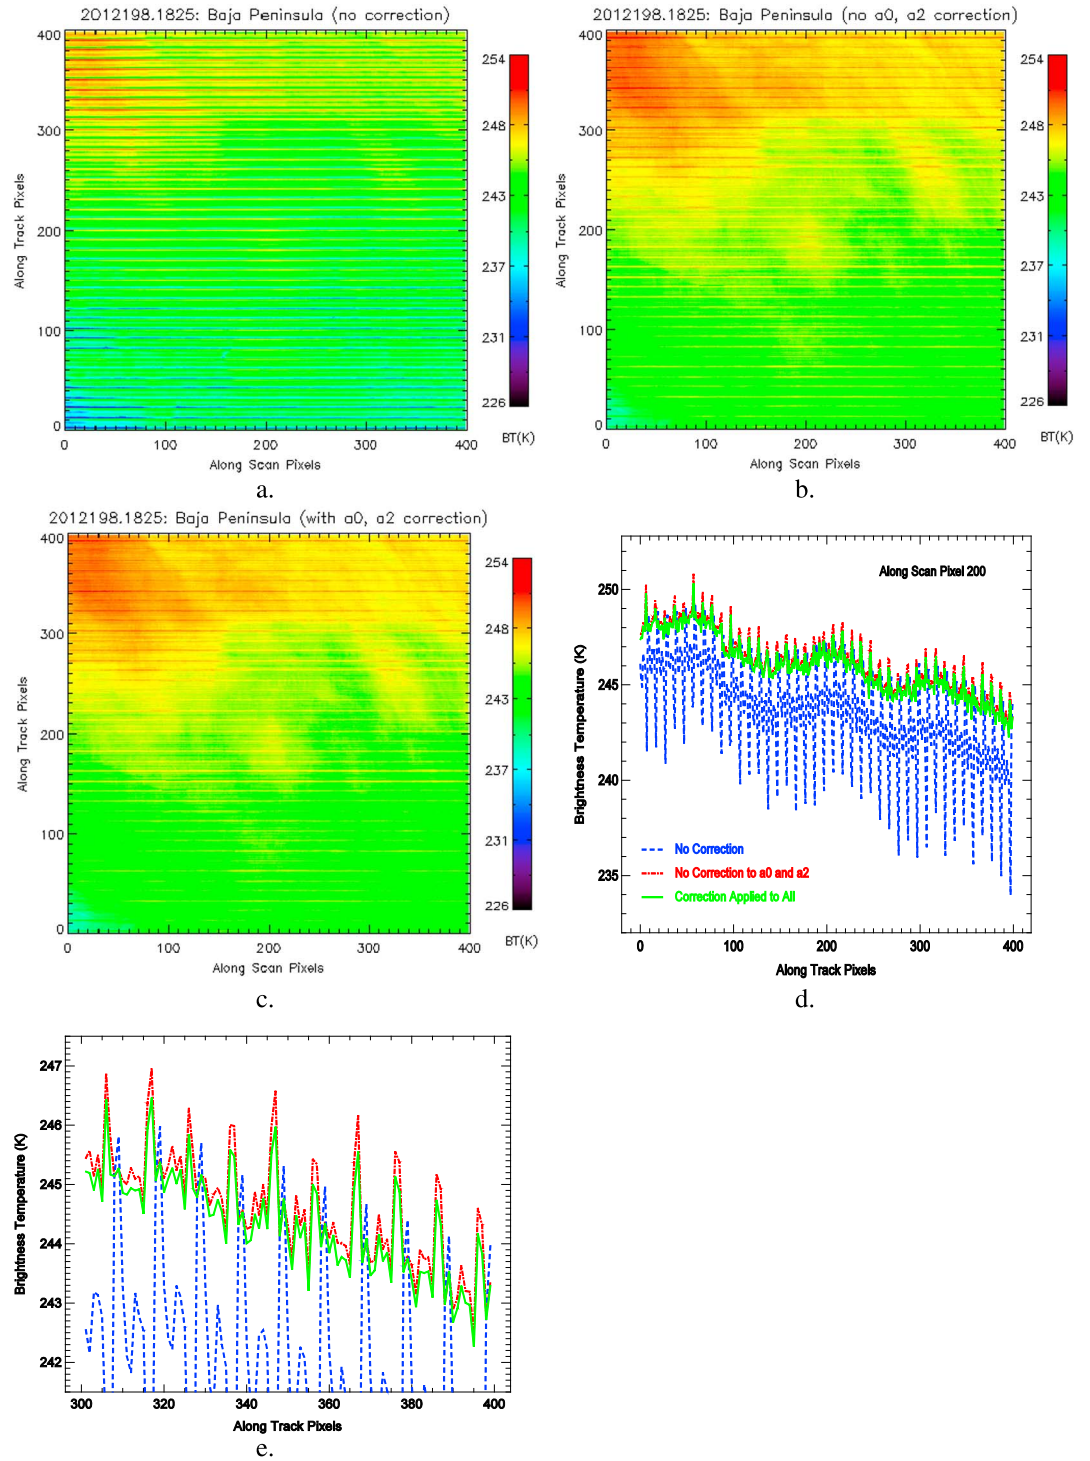 2012198.1825: Baja Peninsula (no correction)
400
300
200
100
0
Along Track Pixels
0 100 200 300 400
Along Scan Pixels
254
248
243
237
231
226
BT(K)
a.
2012198.1825: Baja Peninsula (no a0, a2 correction)
400
300
200
100
0
Along Track Pixels
0 100 200 300 400
Along Scan Pixels
254
248
243
237
231
226
BT(K)
b.
2012198.1825: Baja Peninsula (with a0, a2 correction)
400
300
200
100
0
Along Track Pixels
0 100 200 300 400
Along Scan Pixels
254
248
243
237
231
226
BT(K)
c.
Along Scan Pixel 200
250
245
240
235
Brightness Temperature (K)
No Correction
No Correction to a0 and a2
Correction Applied to All
0 100 200 300 400
Along Track Pixels
d.
247
246
245
244
243
242
Brightness Temperature (K)
300 320 340 360 380 400
Along Track Pixels
e.